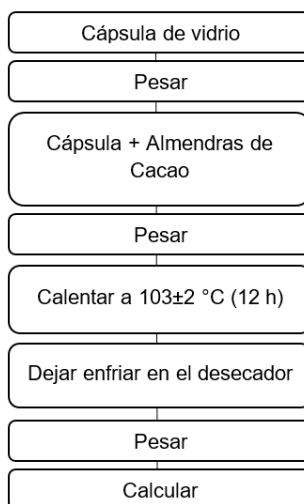 Cápsula de vidrio
Pesar
Cápsula + Almendras de
Cacao
Pesar
Calentar a 103±2 °C (12 h)
Dejar enfriar en el desecador
Pesar
Calcular